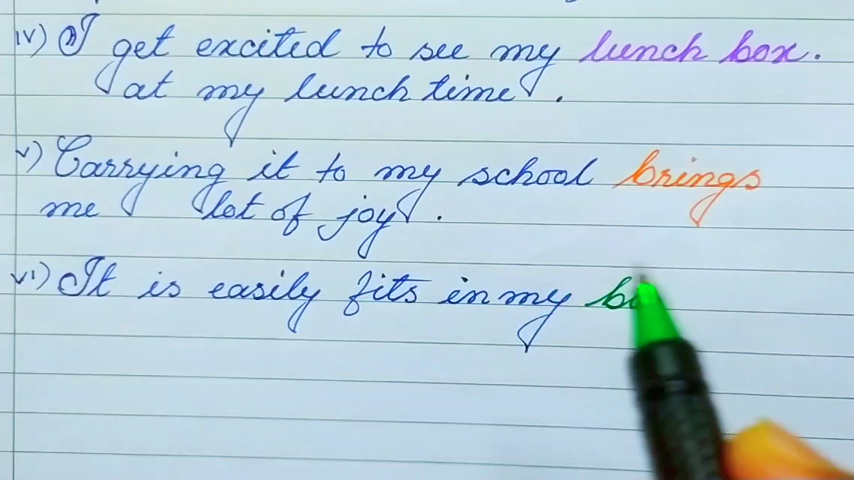 iv) I get excited to see my lunch box.
at my lunch time.
v) Carrying it to my school brings
me lot of joy.
vi) It is easily fits in my